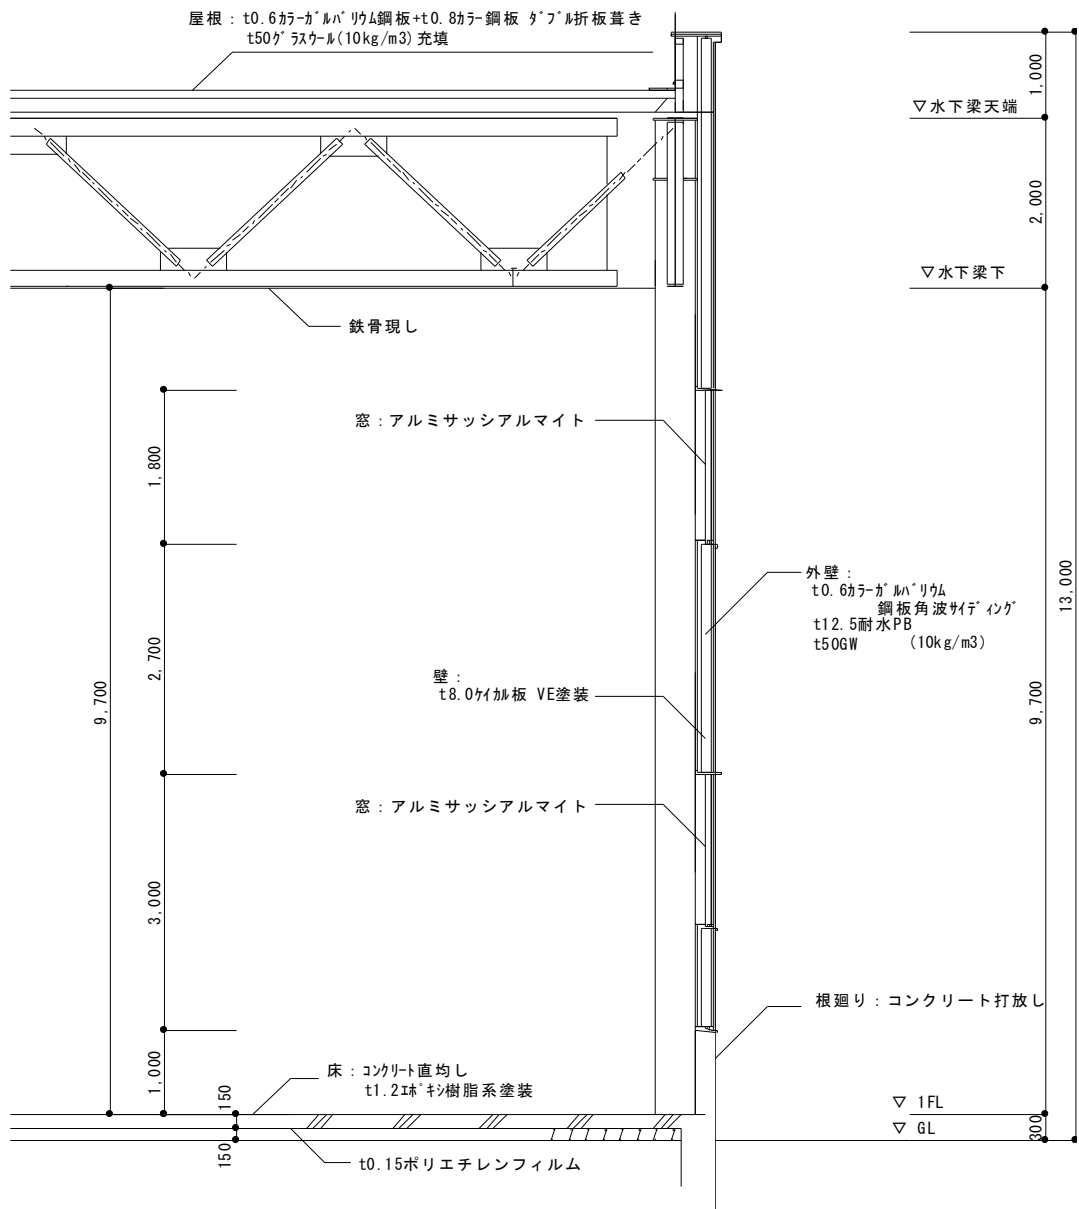 屋根：t0.6ｶﾗｰｶﾞﾙﾊﾞﾘｳﾑ鋼板+t0.8ｶﾗｰ鋼板 ﾀﾞﾌﾞﾙ折板葺き
t50ｸﾞﾗｽｳｰﾙ(10kg/m3)充填
1,000
▽水下梁天端
2,000
▽水下梁下
鉄骨現し
窓：アルミサッシアルマイト
1,800
外壁：
t0.6ｶﾗｰｶﾞﾙﾊﾞﾘｳﾑ
鋼板角波ｻｲﾃﾞｨﾝｸﾞ
t12.5耐水PB
t50GW (10kg/m3)
13,000
2,700
壁：
t8.0ｹｲｶﾙ板 VE塗装
9,700
9,700
窓：アルミサッシアルマイト
3,000
根廻り：コンクリート打放し
1,000
床：ｺﾝｸﾘｰﾄ直均し
t1.2ｴﾎﾟｷｼ樹脂系塗装
150
▽ 1FL
▽ GL
300
150
t0.15ポリエチレンフィルム